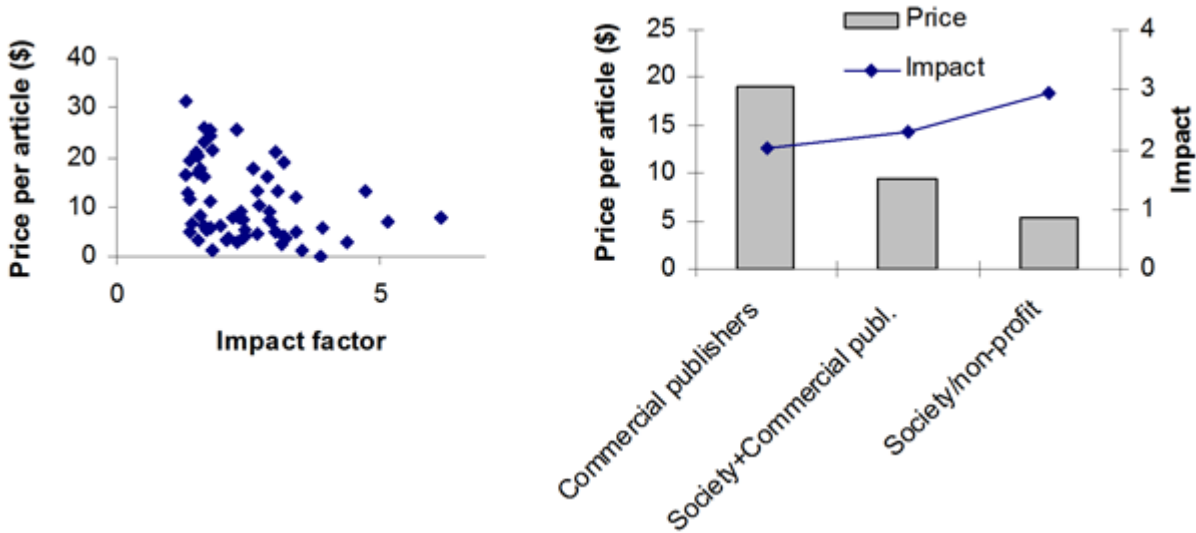 Price per article ($)
40
30
20
10
0
0
5
Impact factor
Price
Impact
Price per article ($)
25
20
15
10
5
0
4
3
2
1
0
Impact
Commercial publishers
Society+Commercial publ.
Society/non-profit